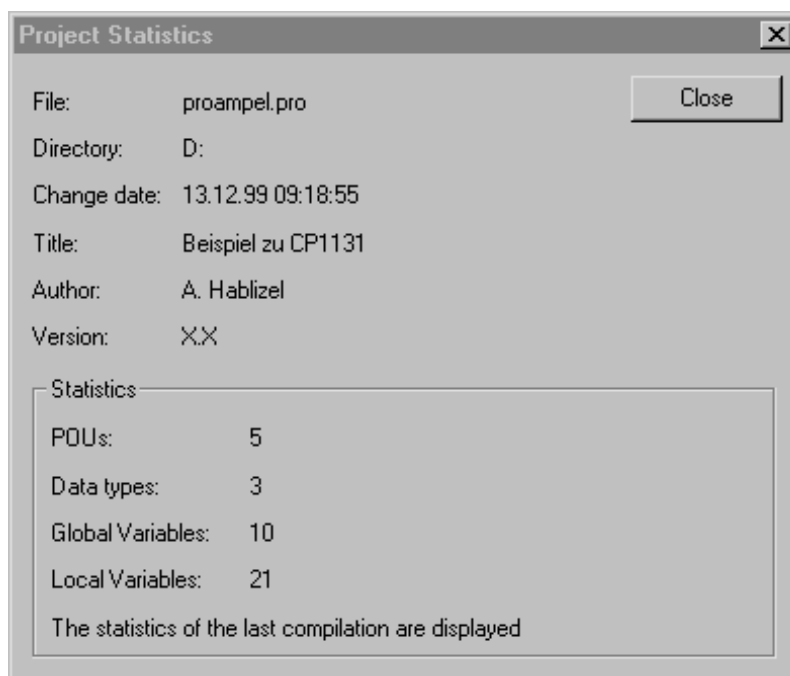 Project Statistics
File: proampel.pro Close
Directory: D:
Change date: 13.12.99 09:18:55
Title: Beispiel zu CP1131
Author: A. Hablizel
Version: X.X
Statistics
POUs: 5
Data types: 3
Global Variables: 10
Local Variables: 21
The statistics of the last compilation are displayed